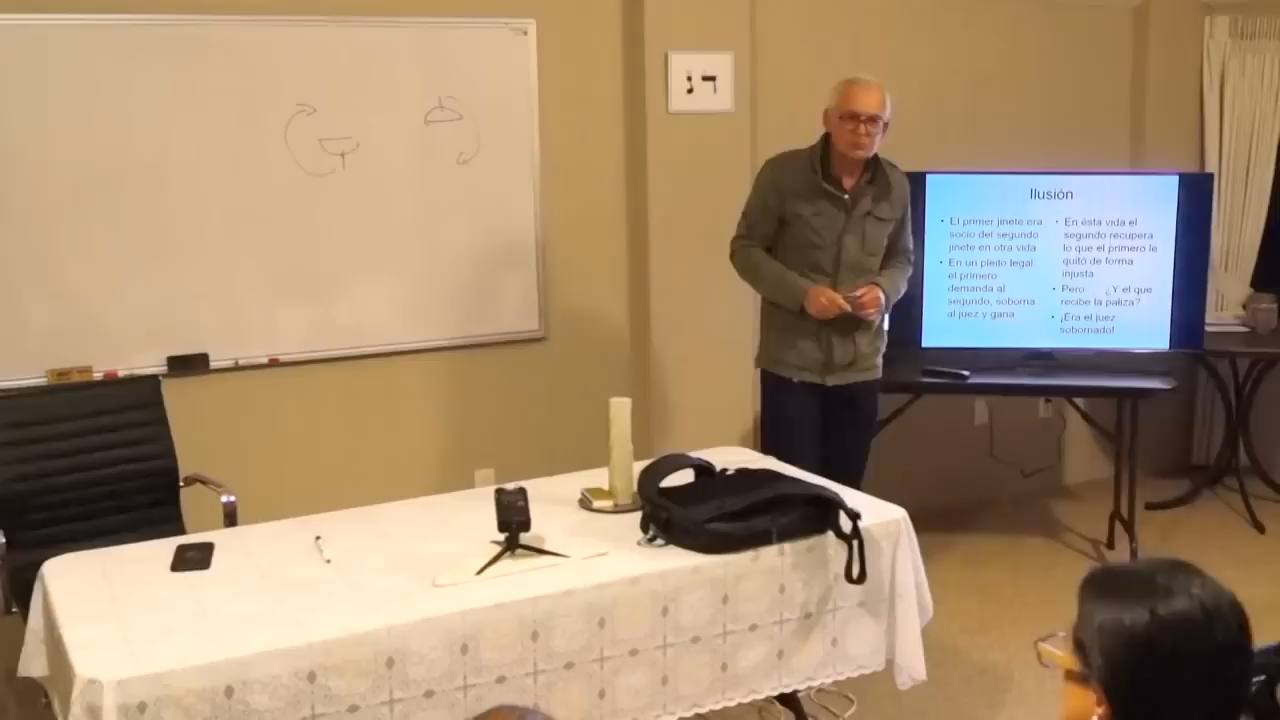 ד נ
Ilusión
• El primer jinete era
socio del segundo
jinete en otra vida
• En un pleito legal
el primero
demanda al
segundo, soborna
al juez y gana
• En ésta vida el
segundo recupera
lo que el primero le
quitó de forma
injusta
• Pero... ¿Y el que
recibe la paliza?
• ¡Era el juez
sobornado!